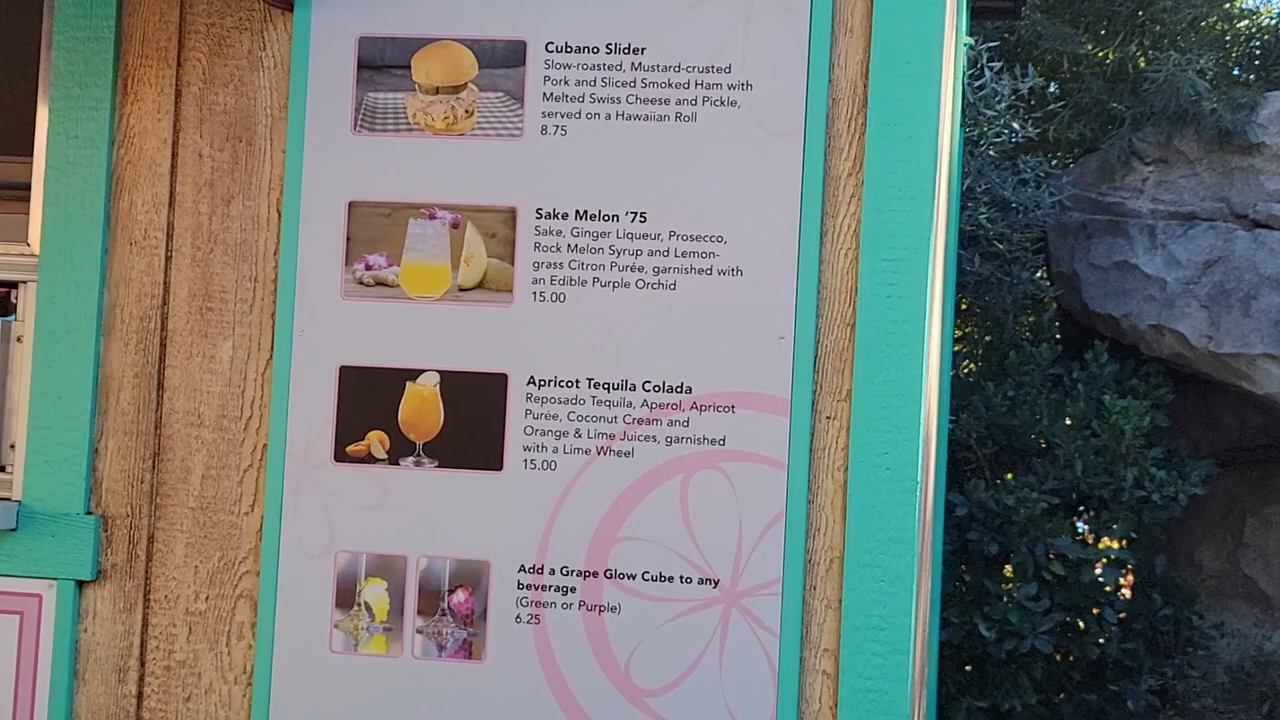 Cubano Slider
Slow-roasted, Mustard-crusted
Pork and Sliced Smoked Ham with
Melted Swiss Cheese and Pickle,
served on a Hawaiian Roll
8.75
Sake Melon ’75
Sake, Ginger Liqueur, Prosecco,
Rock Melon Syrup and Lemon-
grass Citron Purée, garnished with
an Edible Purple Orchid
15.00
Apricot Tequila Colada
Reposado Tequila, Aperol, Apricot
Purée, Coconut Cream and
Orange & Lime Juices, garnished
with a Lime Wheel
15.00
Add a Grape Glow Cube to any
beverage
(Green or Purple)
6.25